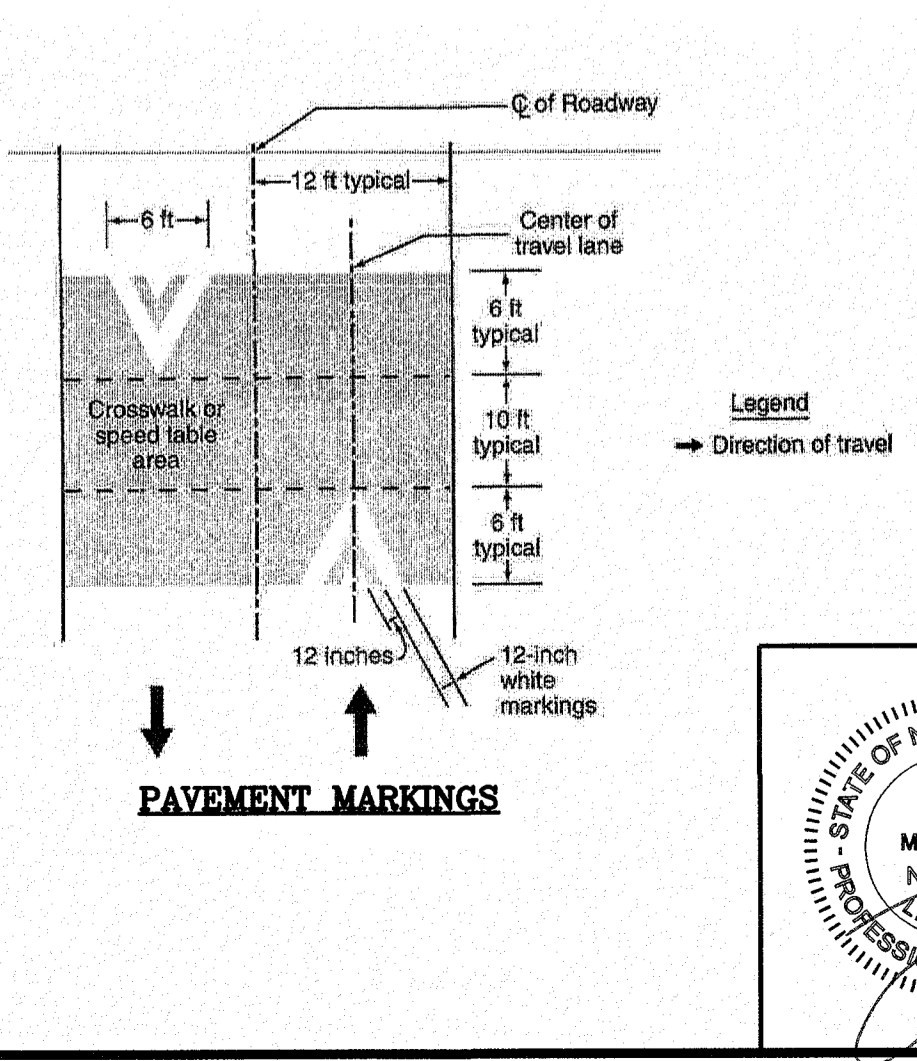 ℄ of Roadway
12 ft typical
6 ft
Center of
travel lane
6 ft
typical
Crosswalk or
speed table
area
10 ft
typical
Legend
Direction of travel
6 ft
typical
12 inches
12-inch
white
markings
PAVEMENT MARKINGS
STATE OF